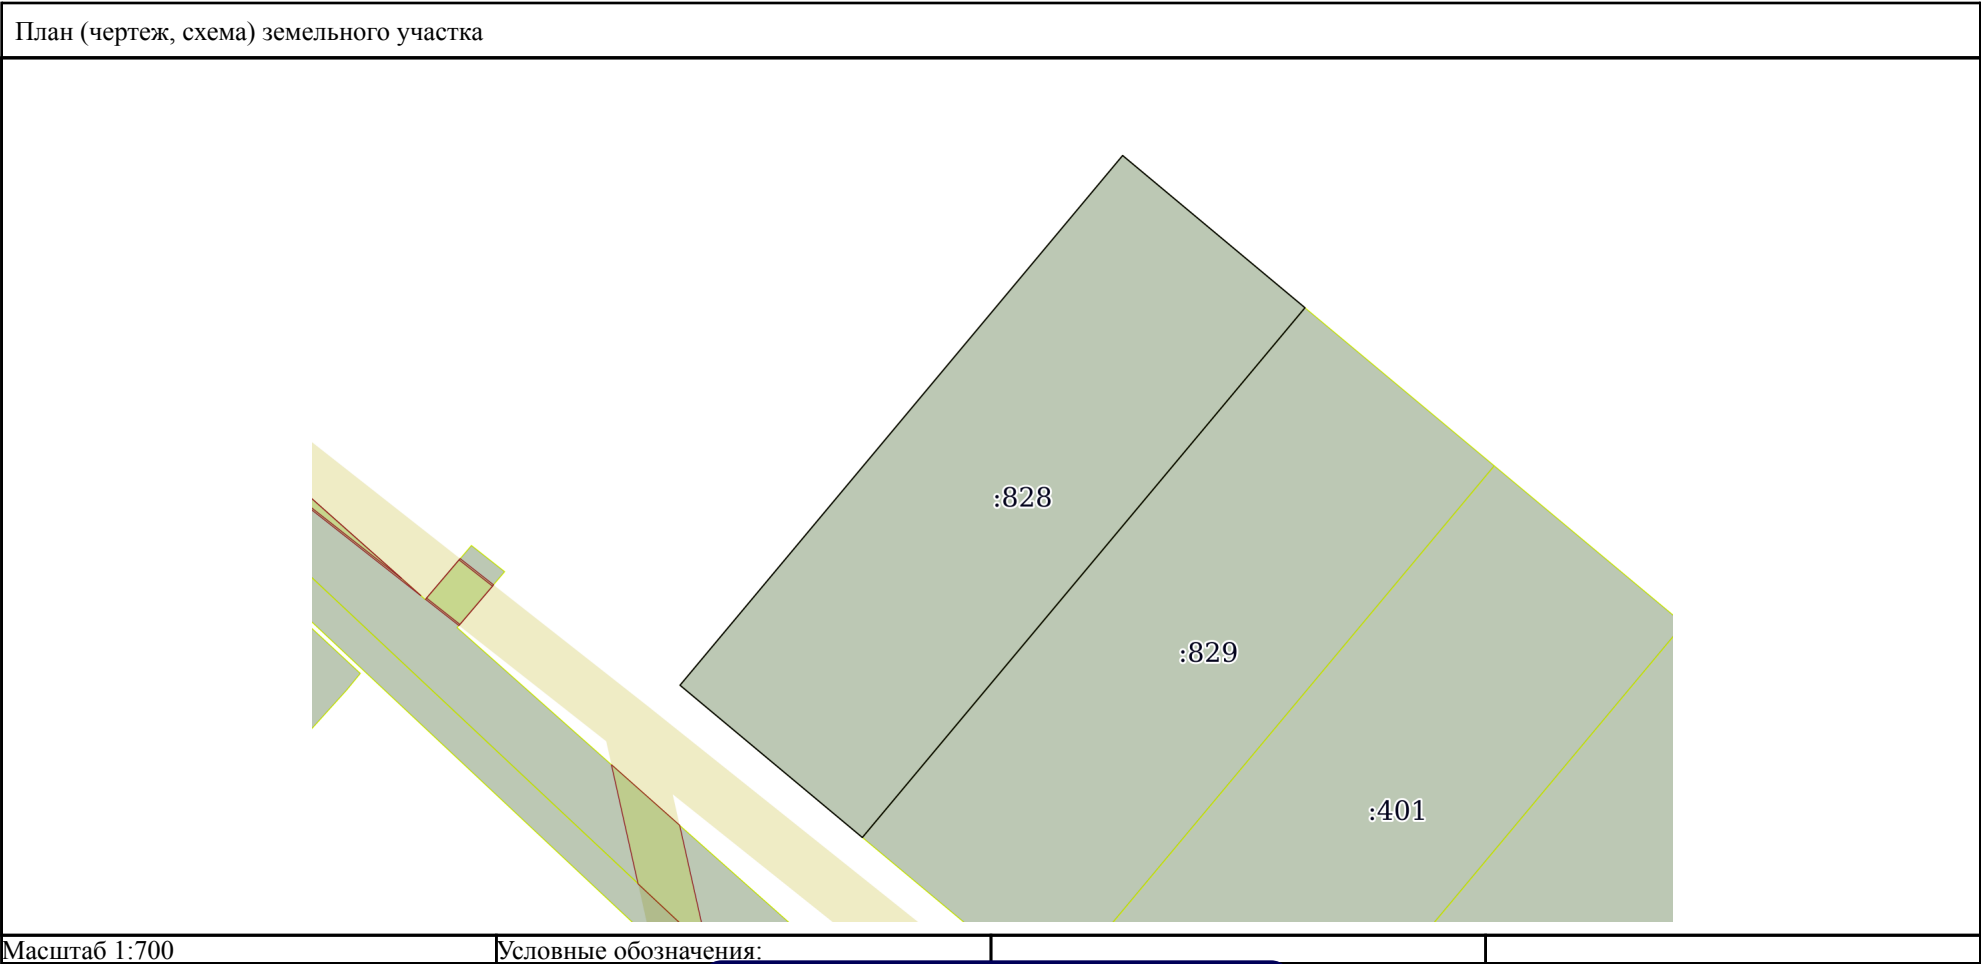 План (чертеж, схема) земельного участка
:828
:829
:401
Масштаб 1:700
Условные обозначения: